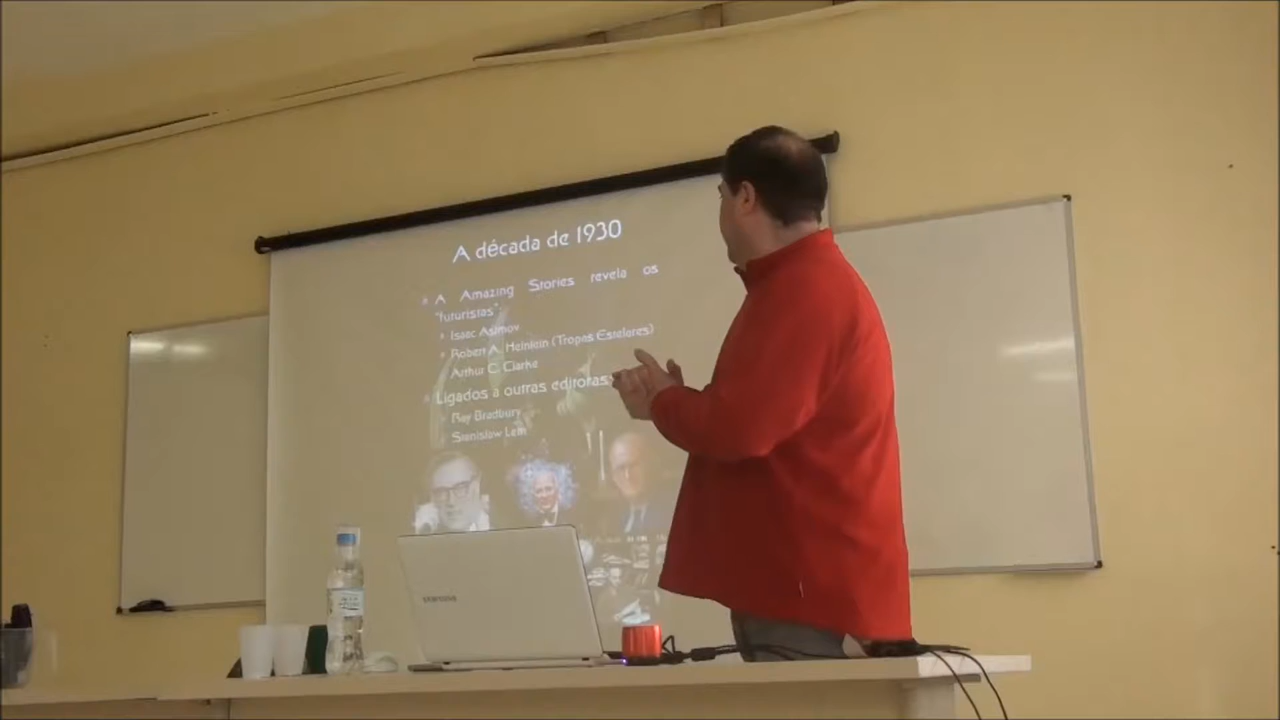 A década de 1930
A Amazing Stories revela os
"futuristas":
Isaac Asimov
Robert A. Heinlein (Tropas Estelares)
Arthur C. Clarke
Ligados a outras editoras
Ray Bradbury
Stanislaw Lem
SAMSUNG